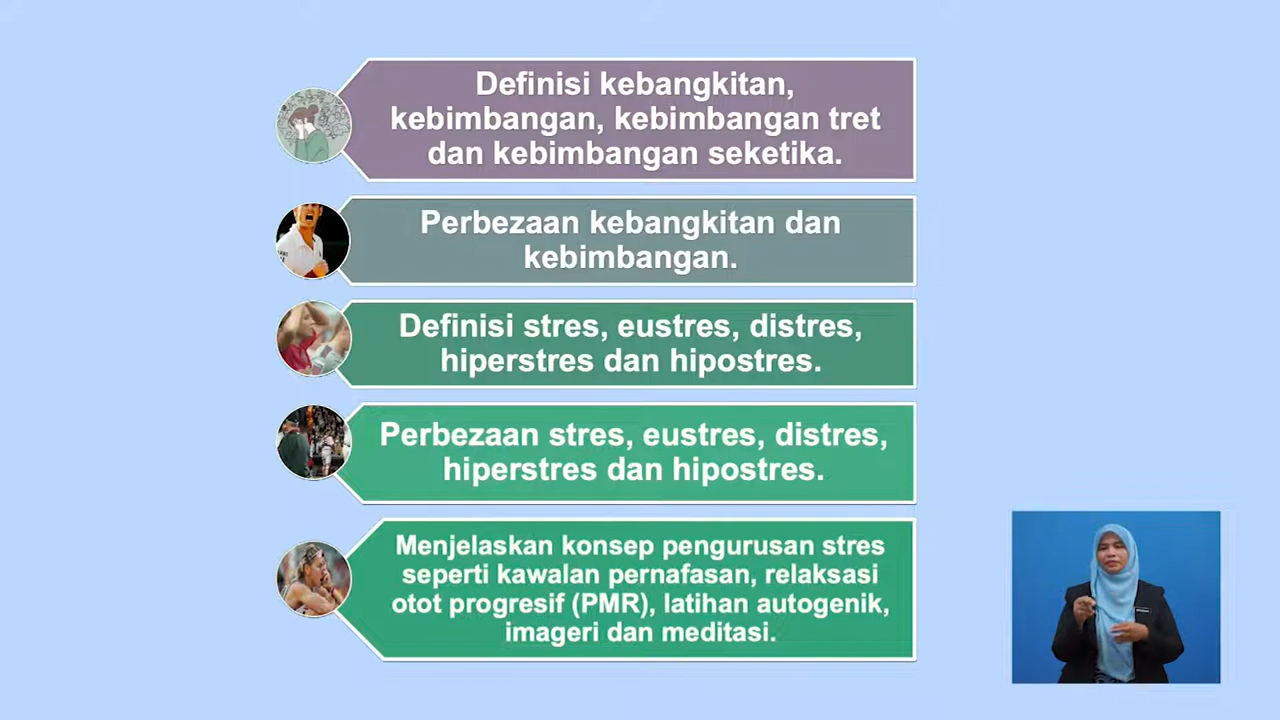 Definisi kebangkitan,
kebimbangan, kebimbangan tret
dan kebimbangan seketika.
Perbezaan kebangkitan dan
kebimbangan.
Definisi stres, eustres, distres,
hiperstres dan hipostres.
Perbezaan stres, eustres, distres,
hiperstres dan hipostres.
Menjelaskan konsep pengurusan stres
seperti kawalan pernafasan, relaksasi
otot progresif (PMR), latihan autogenik,
imageri dan meditasi.